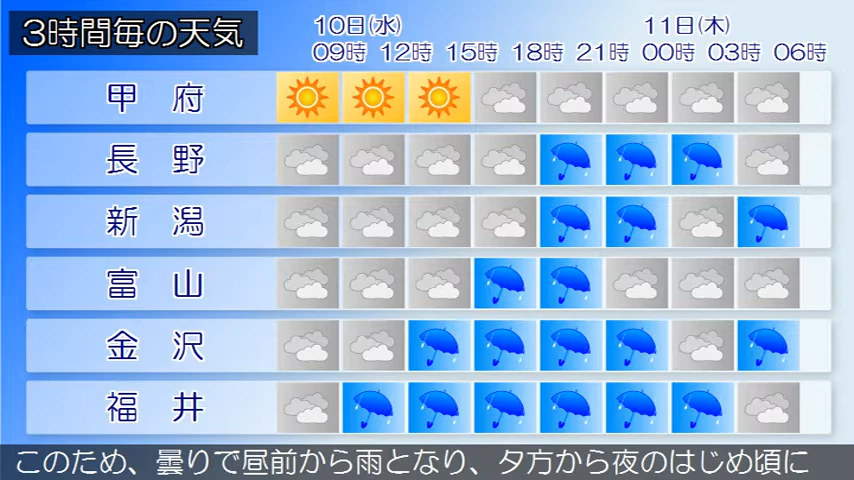 3時間毎の天気
10日(水) 11日(木)
09時 12時 15時 18時 21時 00時 03時 06時
甲府
長野
新潟
富山
金沢
福井
このため、曇りで昼前から雨となり、夕方から夜のはじめ頃に